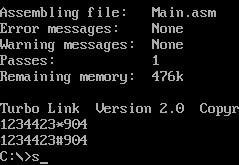 Assembling file:   Main.asm
Error messages:    None
Warning messages:  None
Passes:            1
Remaining memory:  476k

Turbo Link  Version 2.0  Copyr
1234423*904
1234423#904
C:\>s_